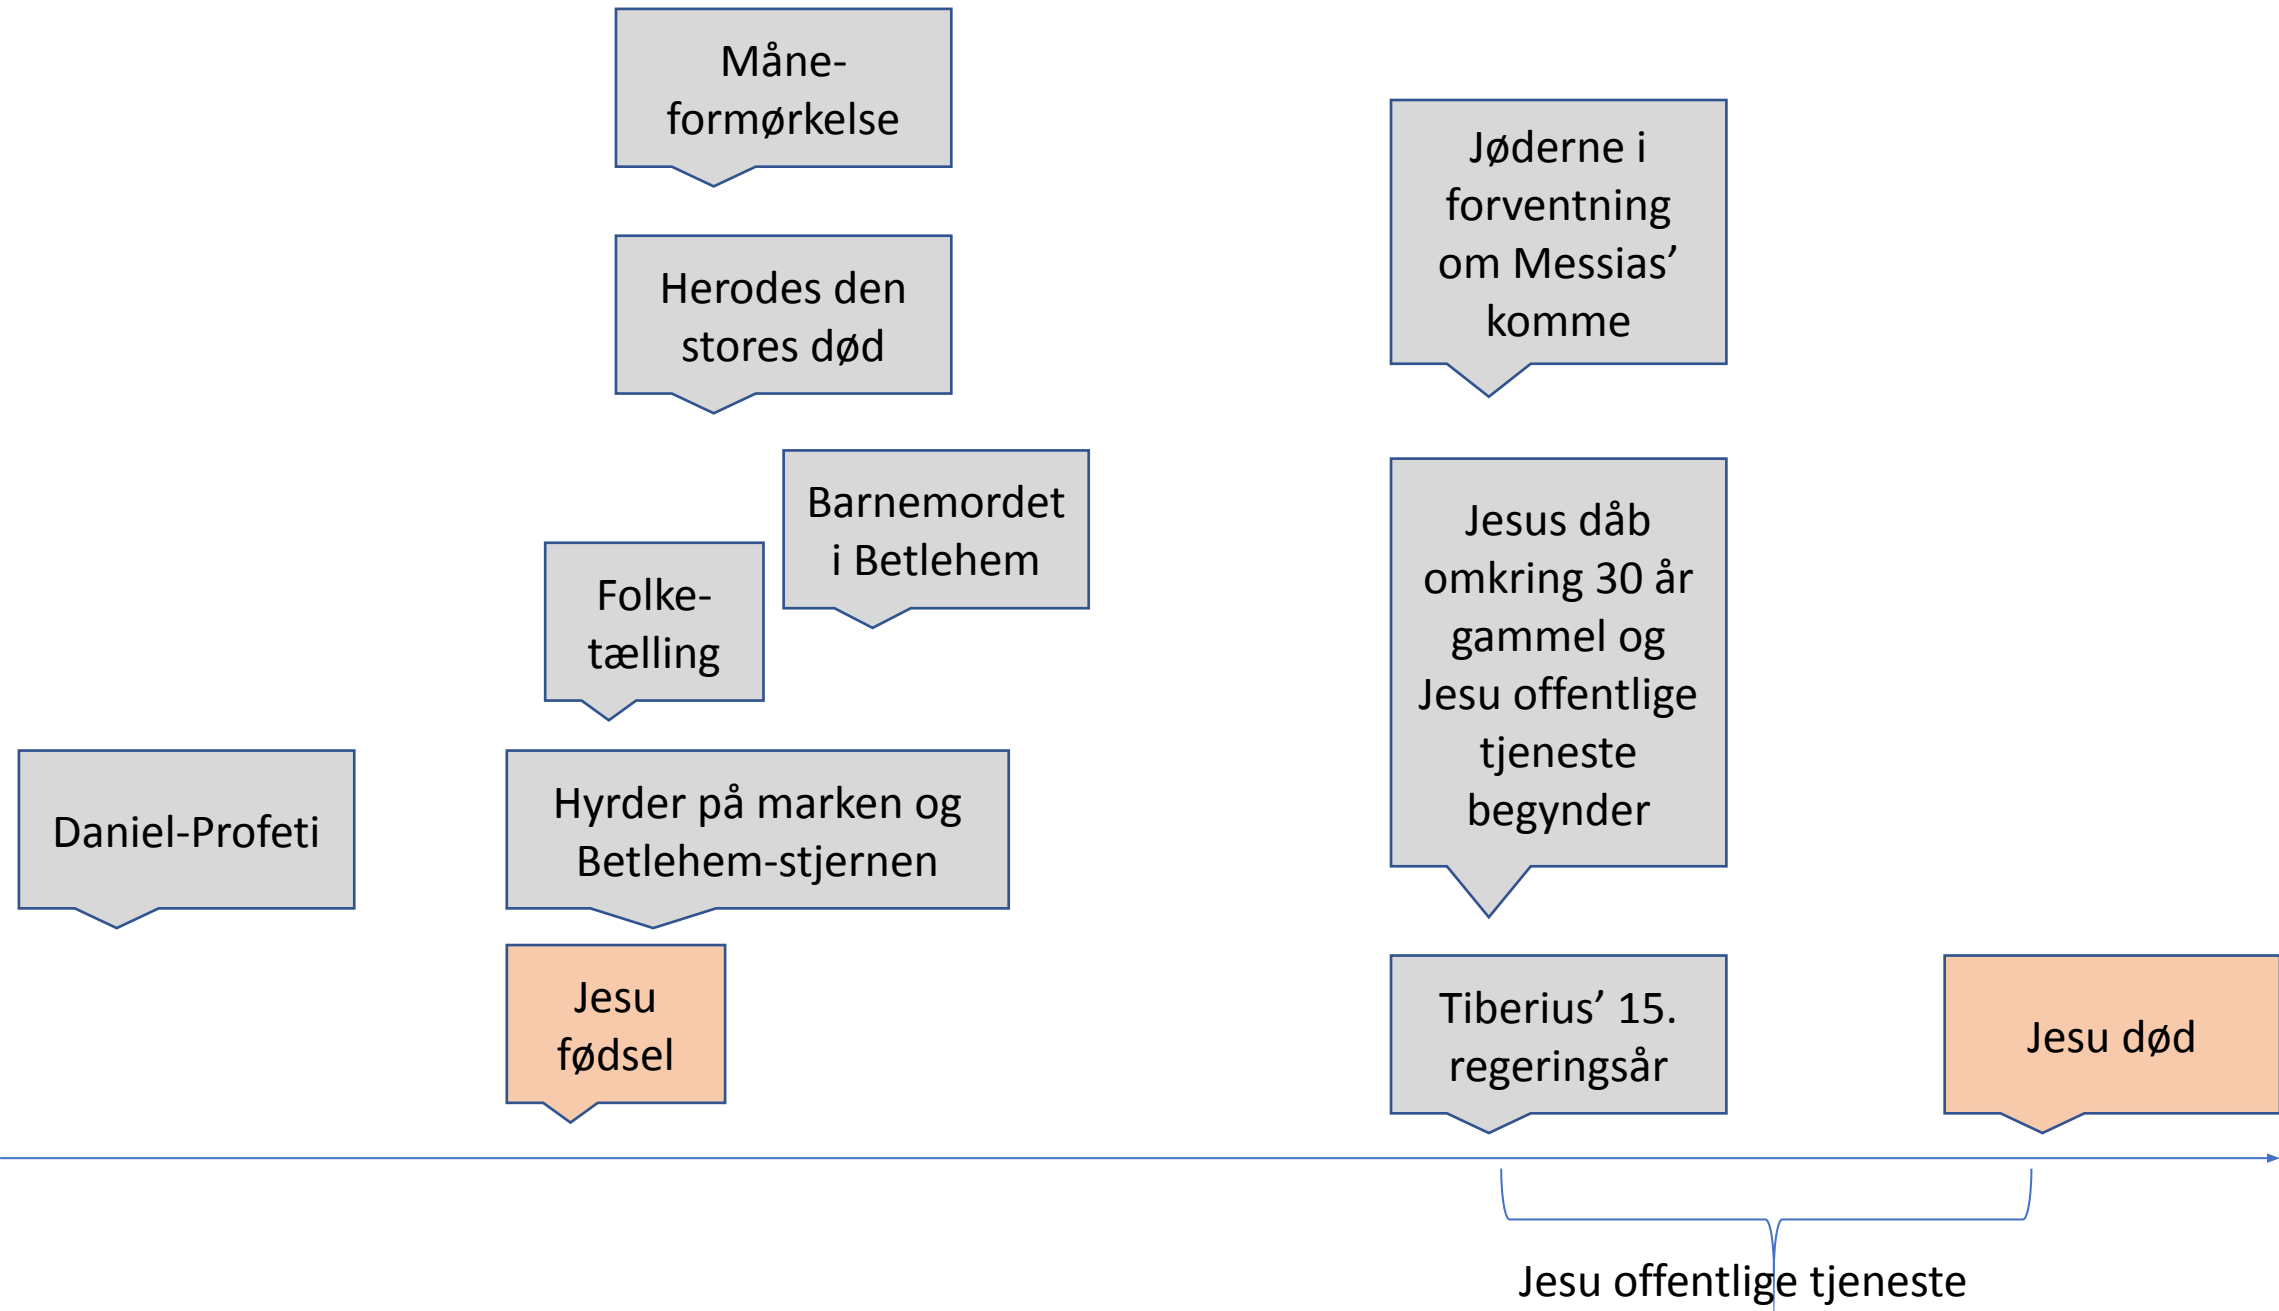 Måne-
formørkelse
Jøderne i
forventning
om Messias’
komme
Herodes den
stores død
Barnemordet
i Betlehem
Folke-
tælling
Jesus dåb
omkring 30 år
gammel og
Jesu offentlige
tjeneste
begynder
Daniel-Profeti
Hyrder på marken og
Betlehem-stjernen
Jesu
fødsel
Tiberius’ 15.
regeringsår
Jesu død
Jesu offentlige tjeneste